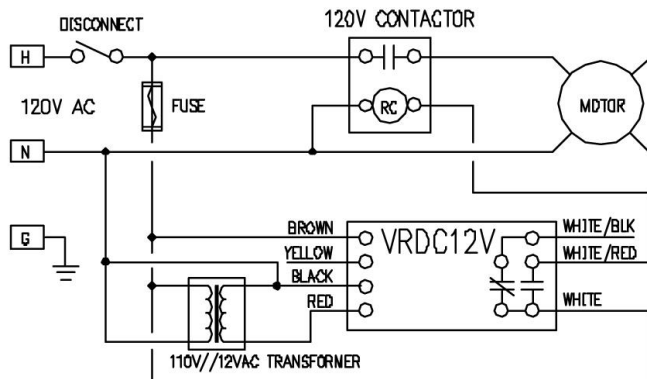 DISCONNECT
120V CONTACTOR
H
120V AC
FUSE
RC
MOTOR
N
G
BROWN
VRDC12V
WHITE/BLK
YELLOW
WHITE/RED
BLACK
RED
WHITE
110V//12VAC TRANSFORMER